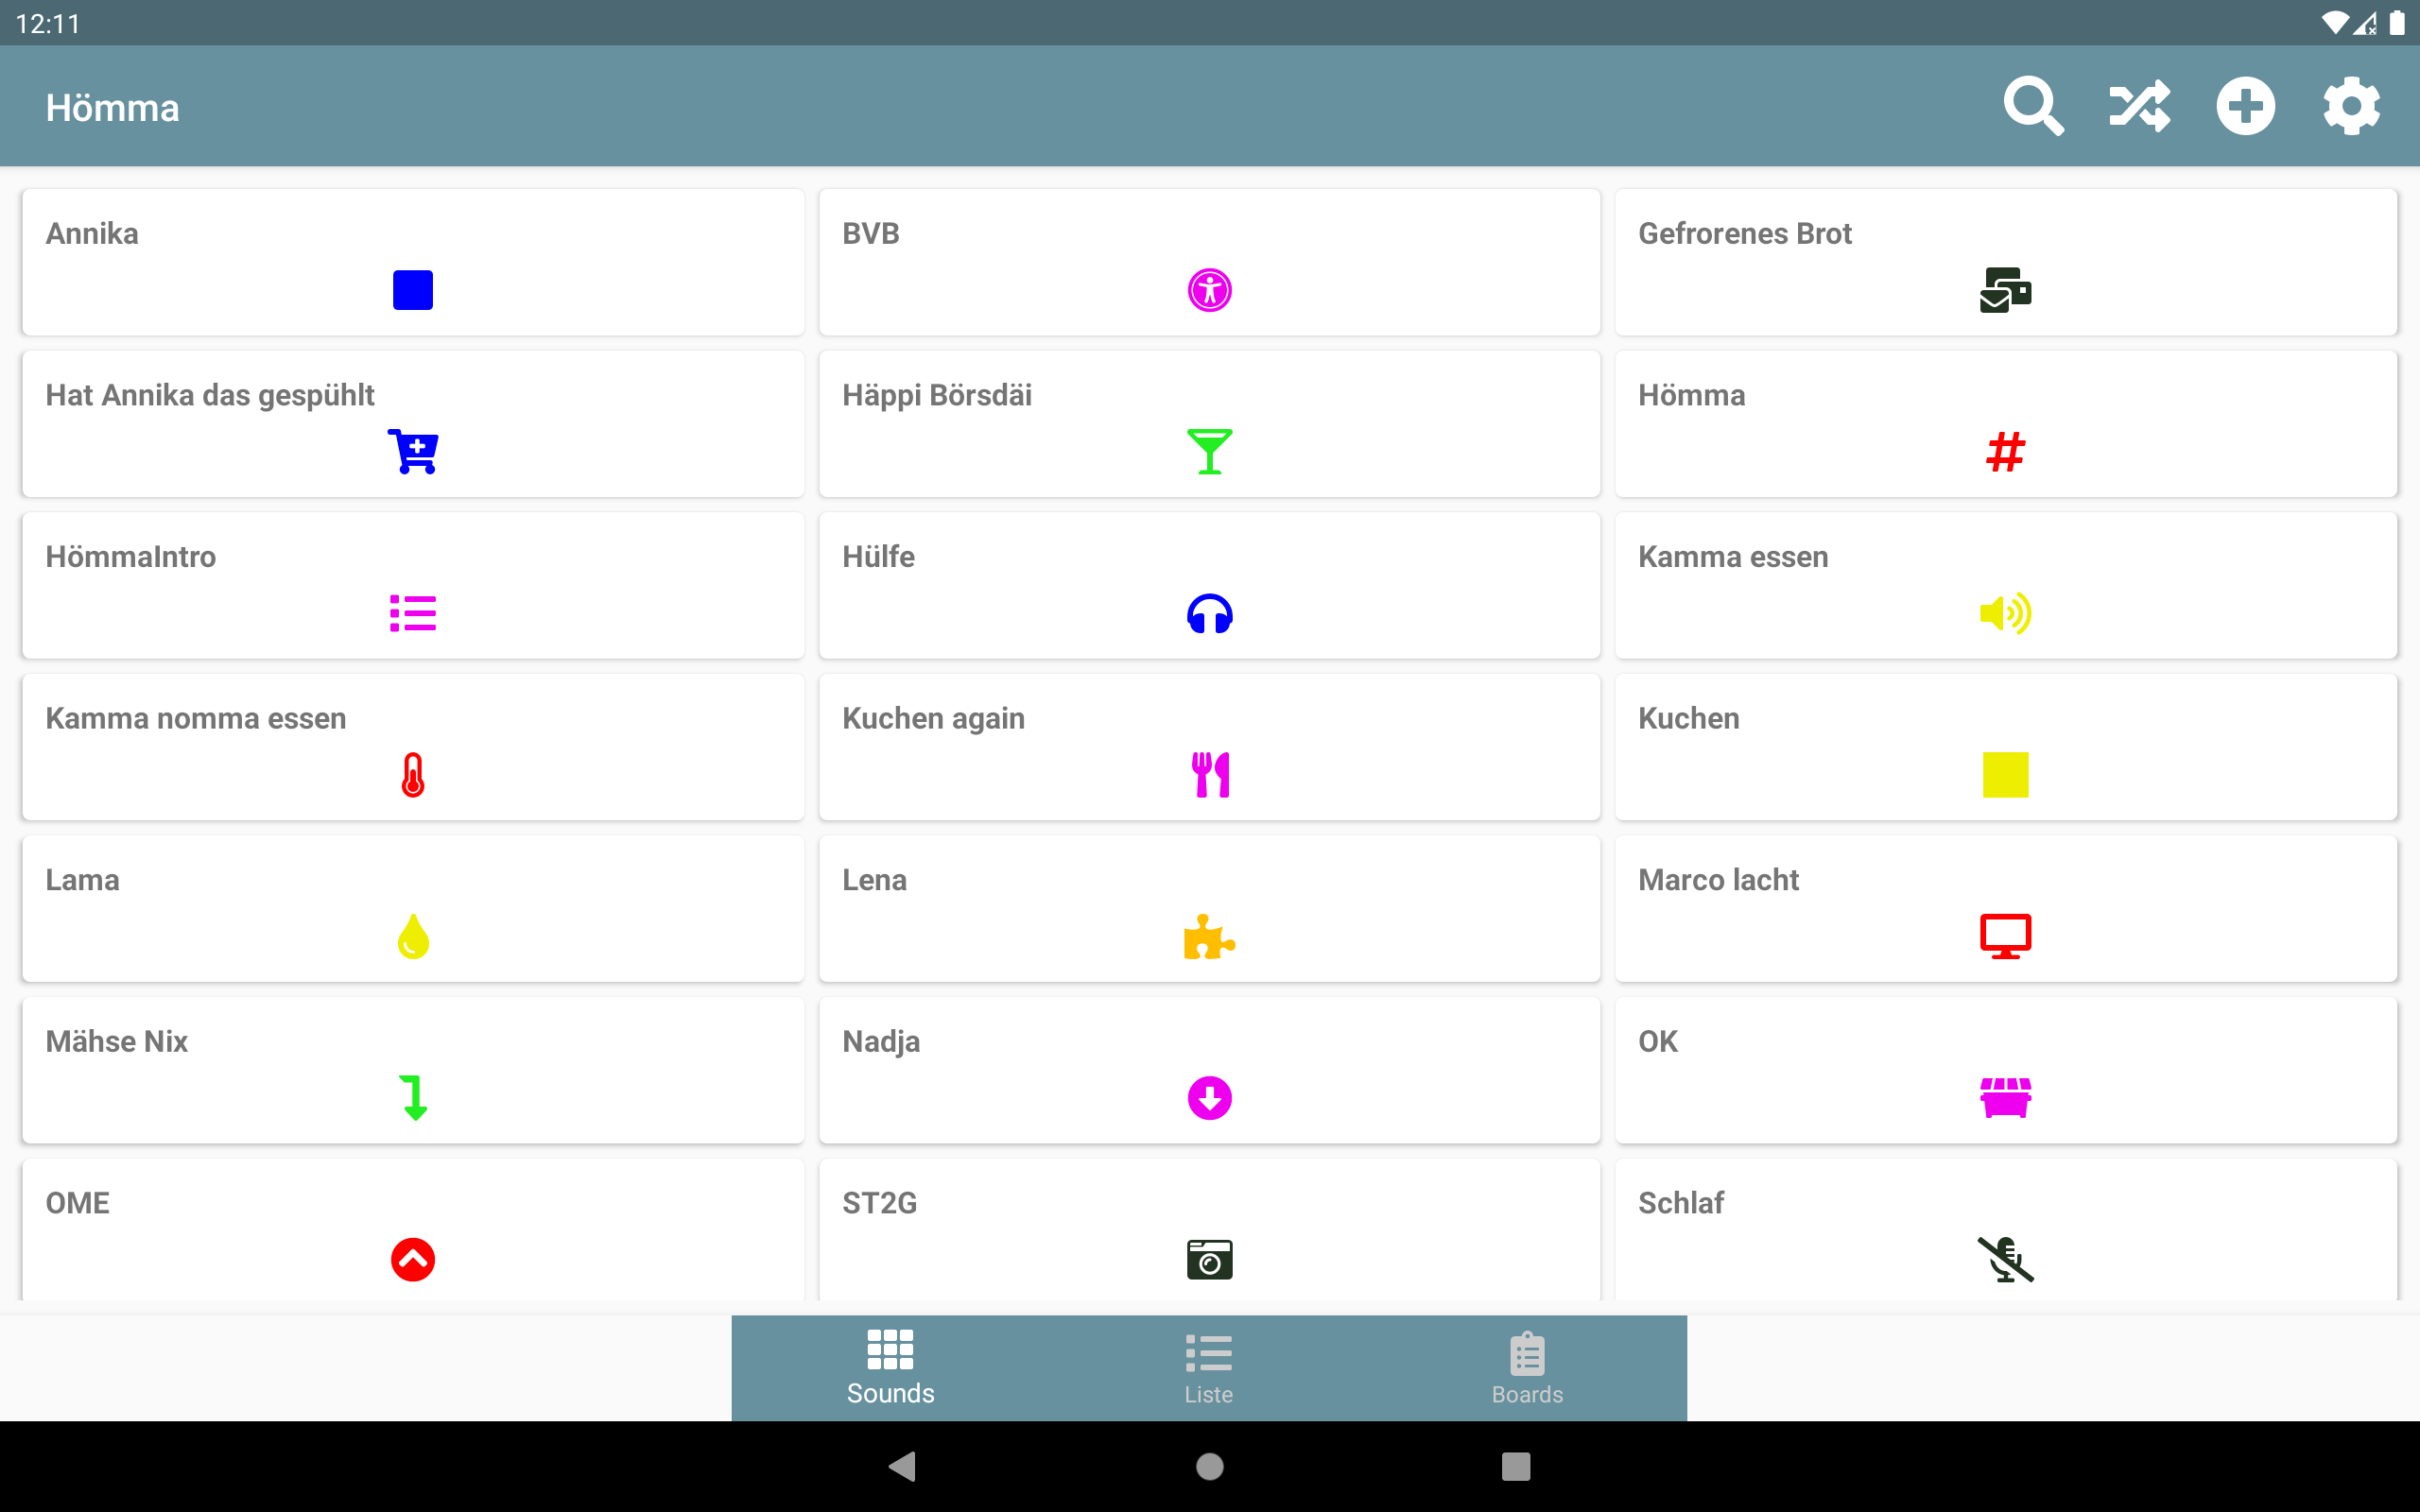 12:11
Hömma
Annika
BVB
Gefrorenes Brot
Hat Annika das gespühlt
Häppi Börsdäi
Hömma
HömmaIntro
Hülfe
Kamma essen
Kamma nomma essen
Kuchen again
Kuchen
Lama
Lena
Marco lacht
Mähse Nix
Nadja
OK
OME
ST2G
Schlaf
Sounds
Liste
Boards